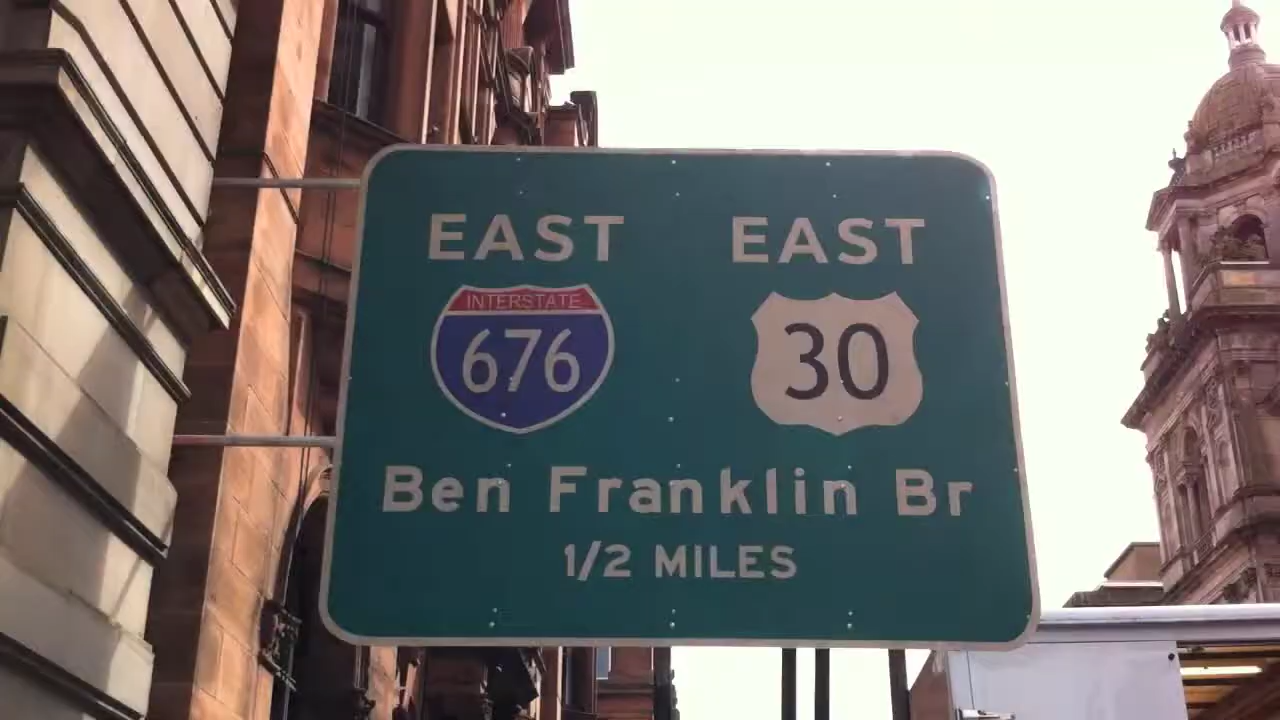 EAST EAST
INTERSTATE
676 30
Ben Franklin Br
1/2 MILES